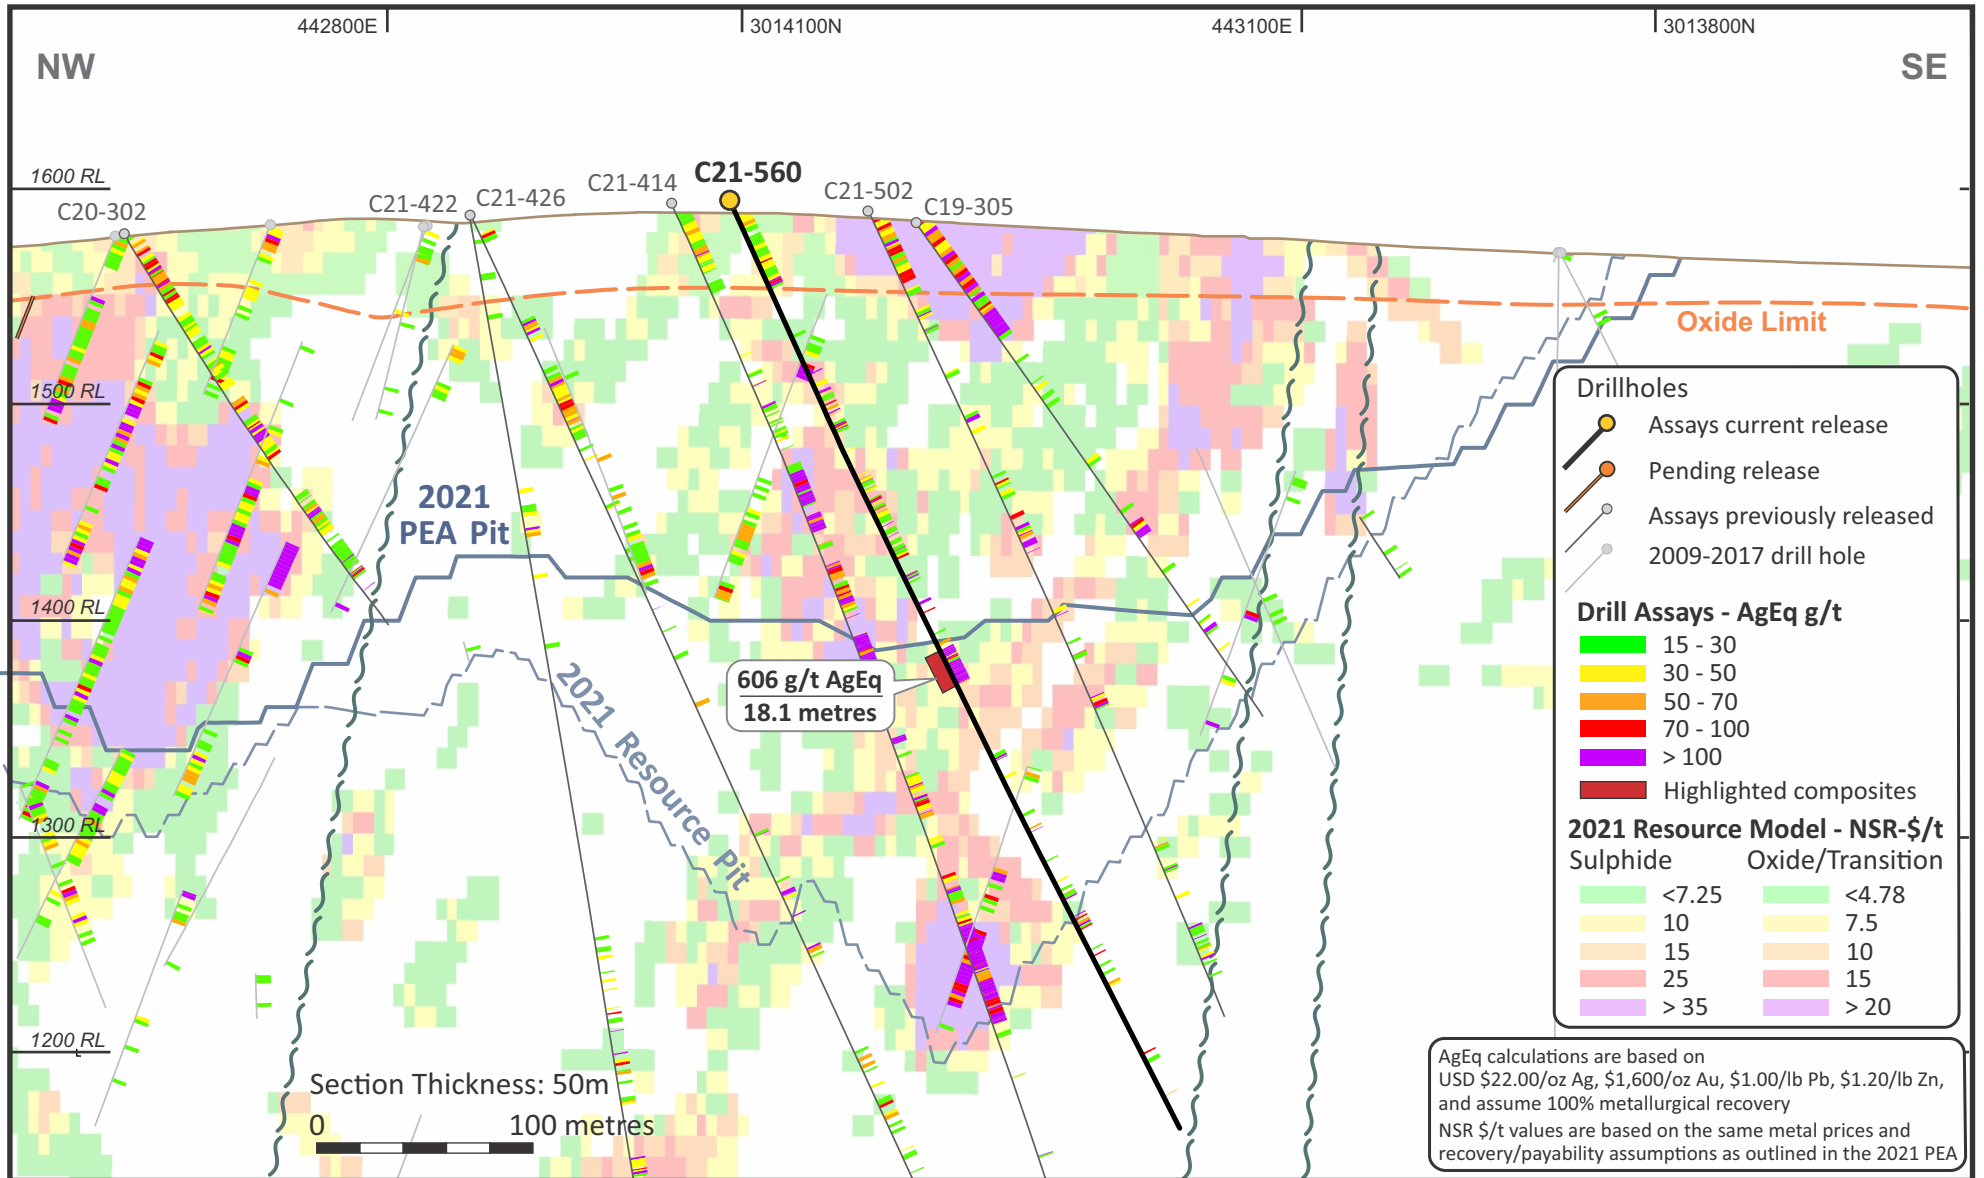 442800E
3014100N
443100E
3013800N
NW
SE
1600 RL
C20-302
C21-422
C21-426
C21-414
C21-560
C21-502
C19-305
Oxide Limit
1500 RL
2021
PEA Pit
1400 RL
606 g/t AgEq
18.1 metres
2021 Resource Pit
1300 RL
1200 RL
Section Thickness: 50m
0
100 metres
Drillholes
Assays current release
Pending release
Assays previously released
2009-2017 drill hole
Drill Assays - AgEq g/t
15 - 30
30 - 50
50 - 70
70 - 100
> 100
Highlighted composites
2021 Resource Model - NSR-$/t
Sulphide Oxide/Transition
<7.25 <4.78
10 7.5
15 10
25 15
> 35 > 20
AgEq calculations are based on
USD $22.00/oz Ag, $1,600/oz Au, $1.00/lb Pb, $1.20/lb Zn,
and assume 100% metallurgical recovery
NSR $/t values are based on the same metal prices and
recovery/payability assumptions as outlined in the 2021 PEA